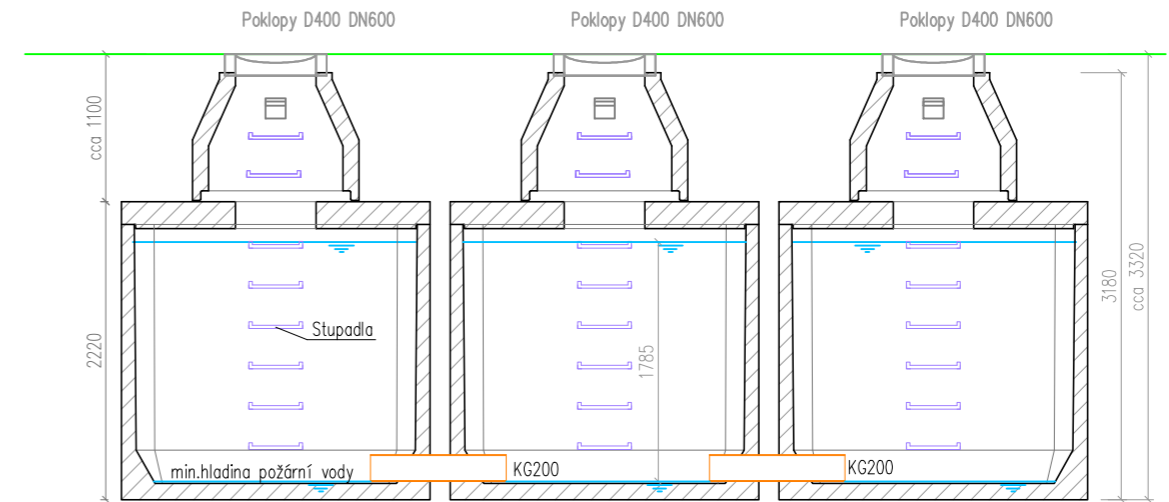 Poklopy D400 DN600
Poklopy D400 DN600
Poklopy D400 DN600
cca 1100
2220
Stupadla
1785
3180
cca 3320
min.hladina požární vody
KG200
KG200